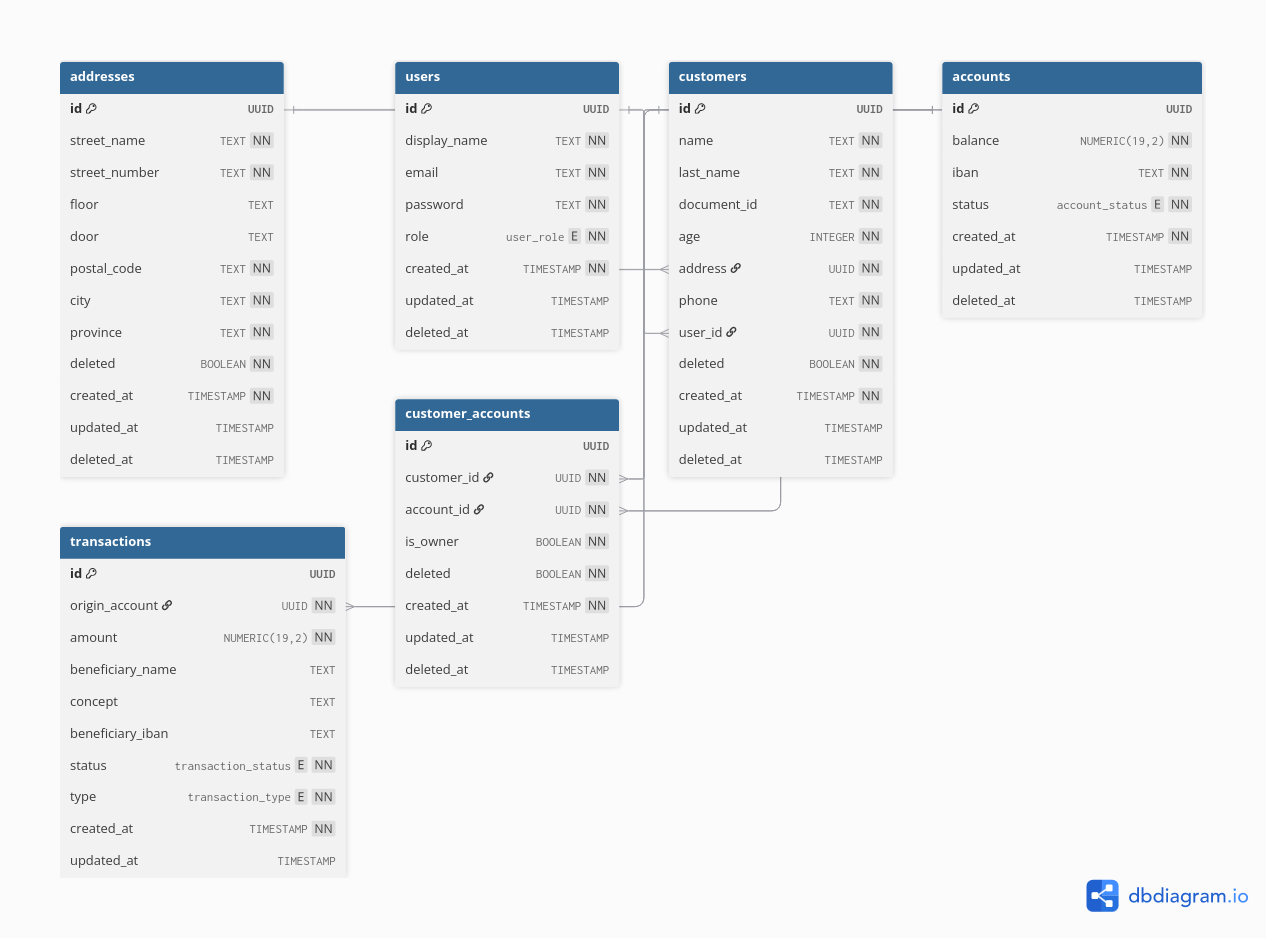 addresses
id UUID
street_name TEXT NN
street_number TEXT NN
floor TEXT
door TEXT
postal_code TEXT NN
city TEXT NN
province TEXT NN
deleted BOOLEAN NN
created_at TIMESTAMP NN
updated_at TIMESTAMP
deleted_at TIMESTAMP
users
id UUID
display_name TEXT NN
email TEXT NN
password TEXT NN
role user_role E NN
created_at TIMESTAMP NN
updated_at TIMESTAMP
deleted_at TIMESTAMP
customers
id UUID
name TEXT NN
last_name TEXT NN
document_id TEXT NN
age INTEGER NN
address UUID NN
phone TEXT NN
user_id UUID NN
deleted BOOLEAN NN
created_at TIMESTAMP NN
updated_at TIMESTAMP
deleted_at TIMESTAMP
accounts
id UUID
balance NUMERIC(19,2) NN
iban TEXT NN
status account_status E NN
created_at TIMESTAMP NN
updated_at TIMESTAMP
deleted_at TIMESTAMP
customer_accounts
id UUID
customer_id UUID NN
account_id UUID NN
is_owner BOOLEAN NN
deleted BOOLEAN NN
created_at TIMESTAMP NN
updated_at TIMESTAMP
deleted_at TIMESTAMP
transactions
id UUID
origin_account UUID NN
amount NUMERIC(19,2) NN
beneficiary_name TEXT
concept TEXT
beneficiary_iban TEXT
status transaction_status E NN
type transaction_type E NN
created_at TIMESTAMP NN
updated_at TIMESTAMP
dbdiagram.io